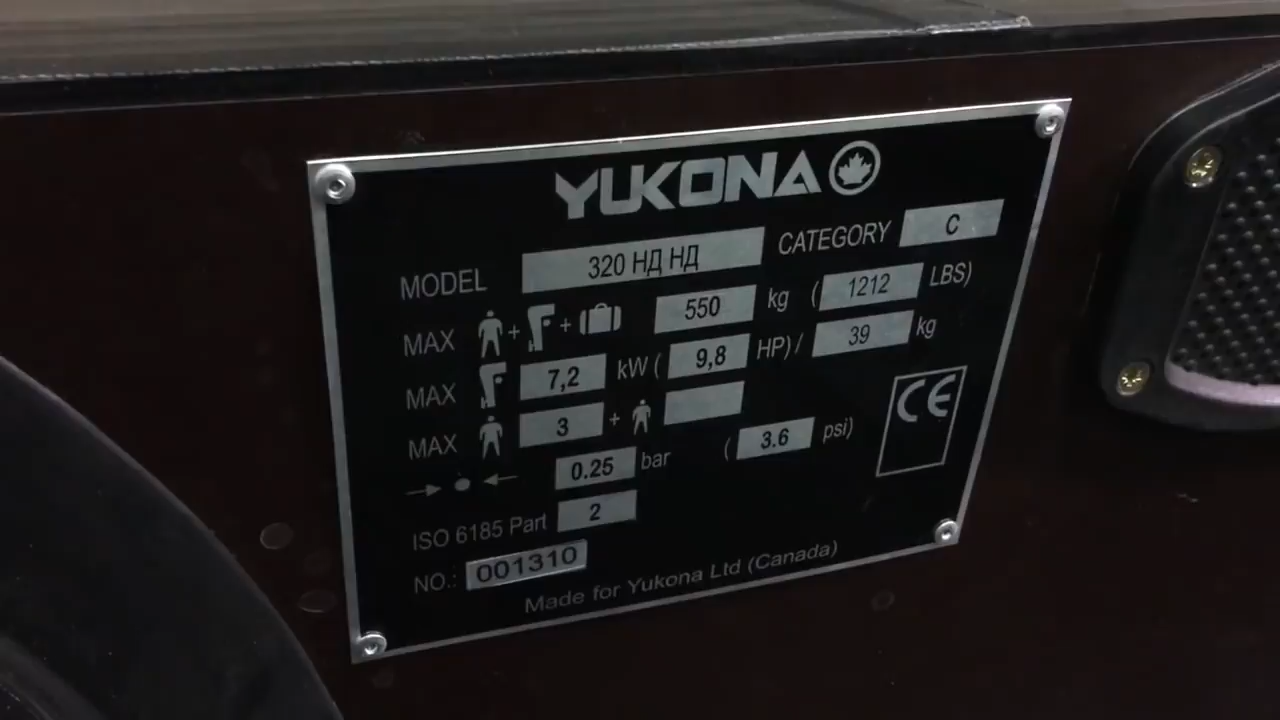 YUKONA
MODEL 320 НД НД CATEGORY C
MAX + + 550 kg ( 1212 LBS)
MAX 7,2 kW ( 9,8 HP) / 39 kg
MAX 3 +
0.25 bar ( 3.6 psi)
CE
ISO 6185 Part 2
NO.: 001310
Made for Yukona Ltd (Canada)